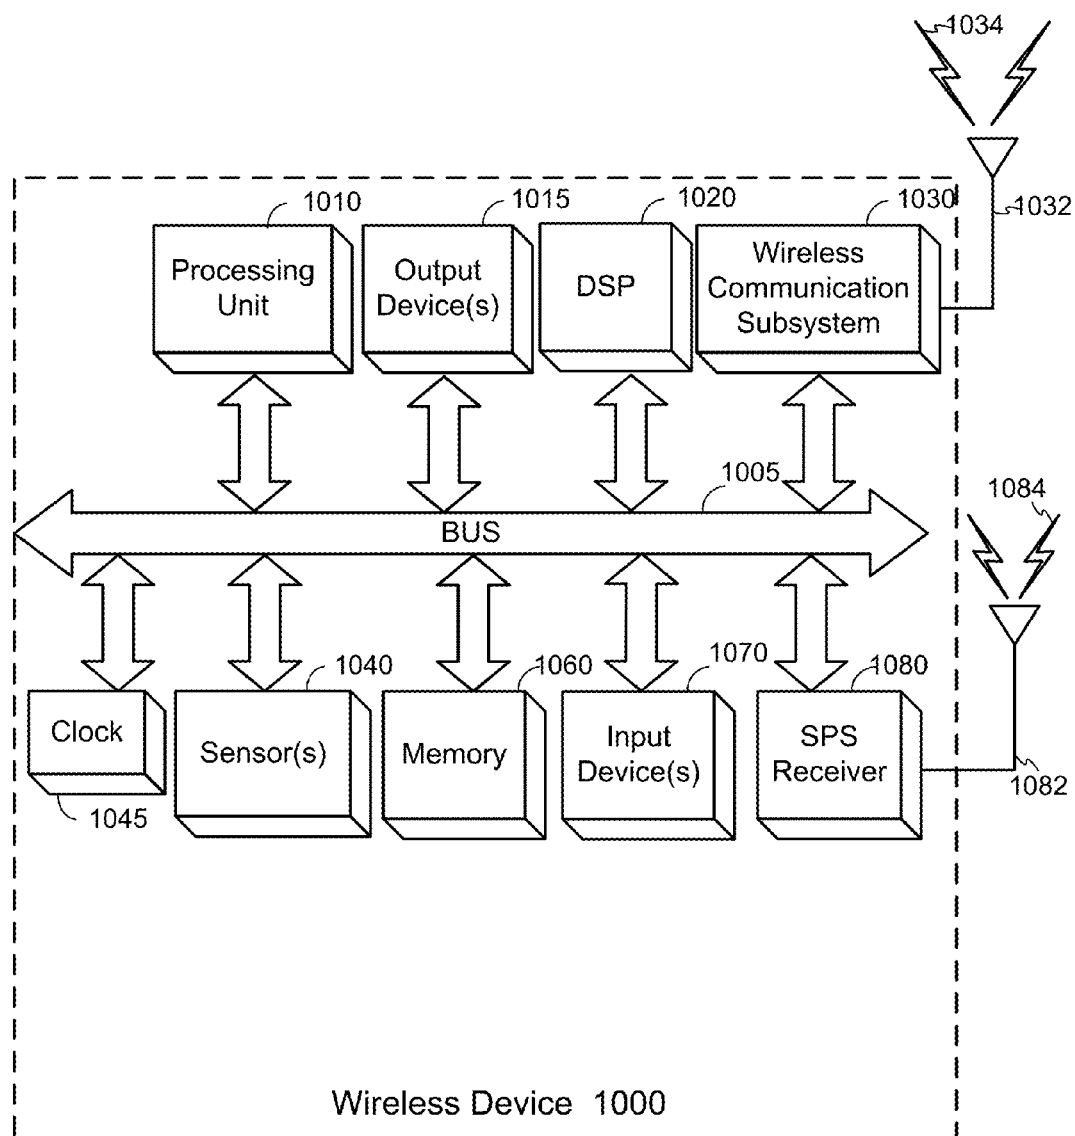 1034
1010
1015
1020
1030
1032
Processing
Unit
Output
Device(s)
DSP
Wireless
Communication
Subsystem
1005
BUS
1084
1040
1060
1070
1080
Clock
Sensor(s)
Memory
Input
Device(s)
SPS
Receiver
1045
1082
Wireless Device 1000